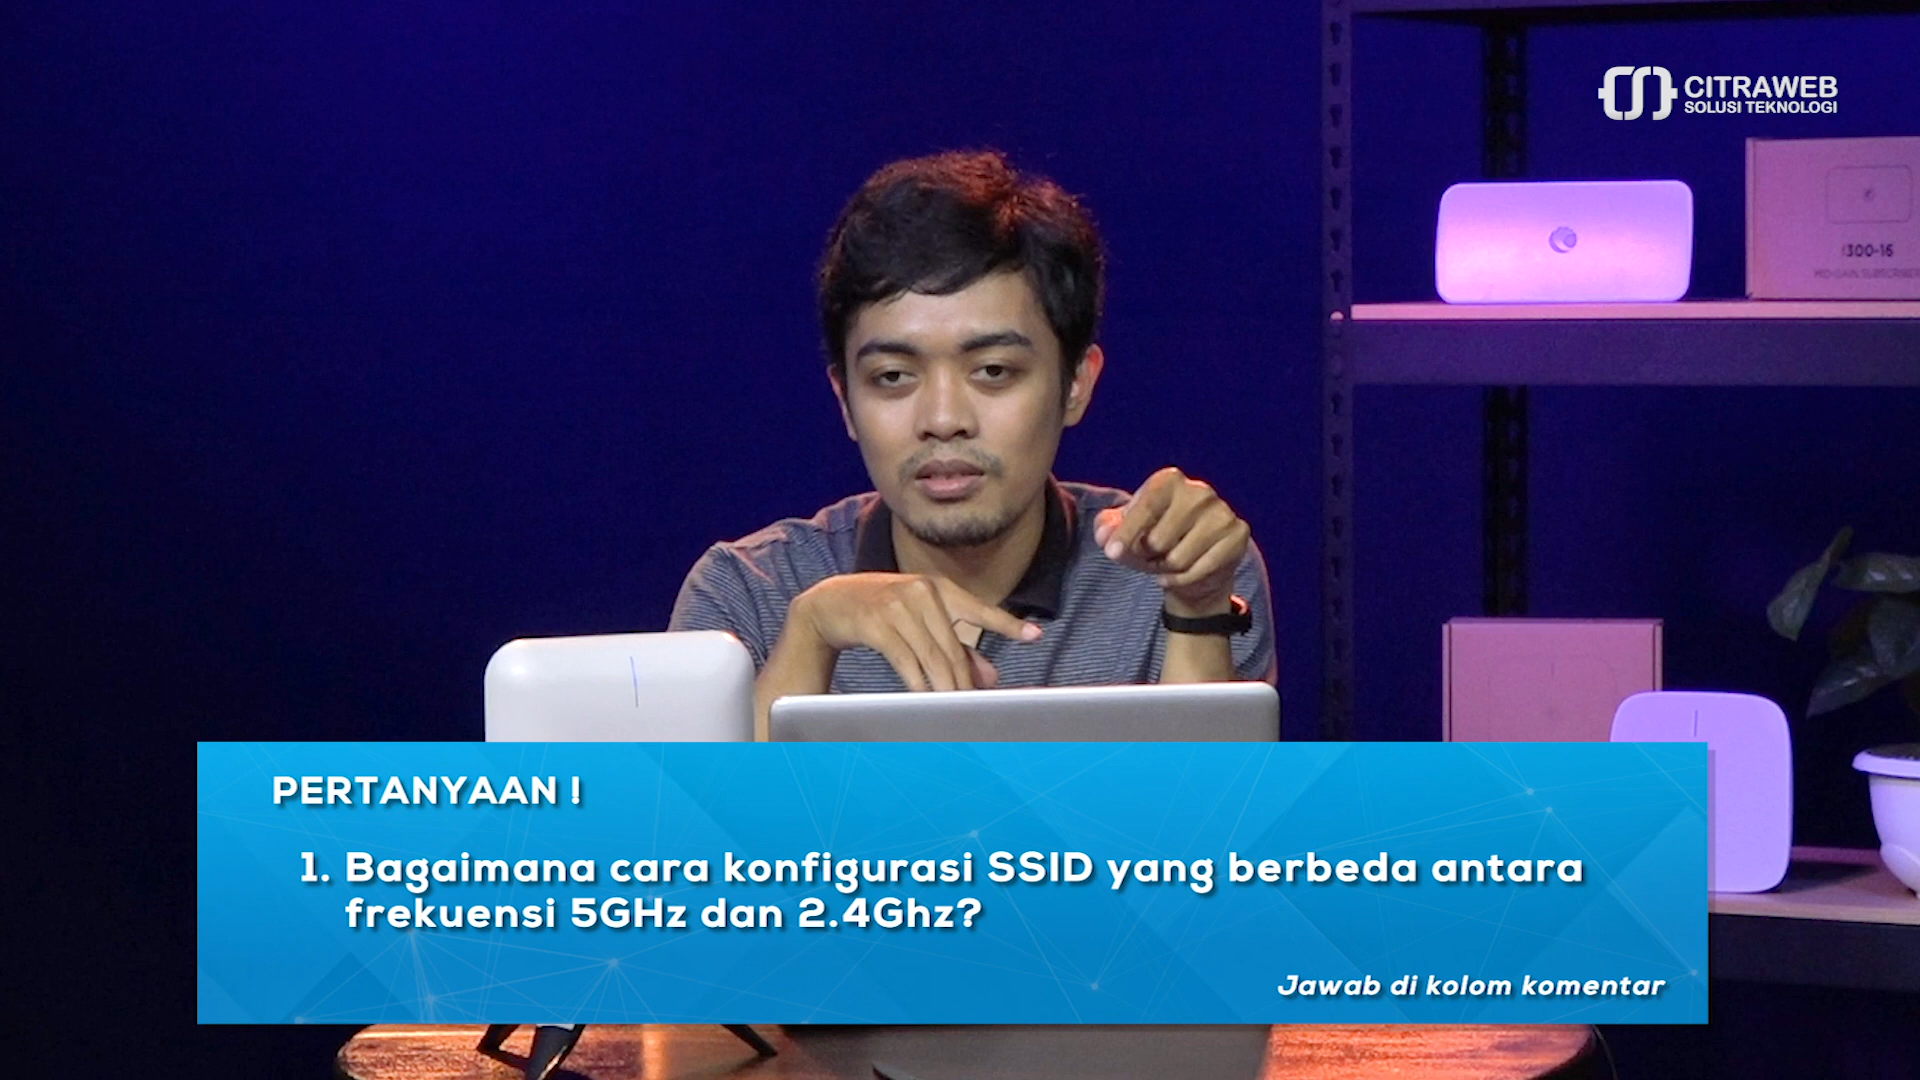 CITRAWEB
SOLUSI TEKNOLOGI
300-16
PERTANYAAN !
1. Bagaimana cara konfigurasi SSID yang berbeda antara
frekuensi 5GHz dan 2.4Ghz?
Jawab di kolom komentar